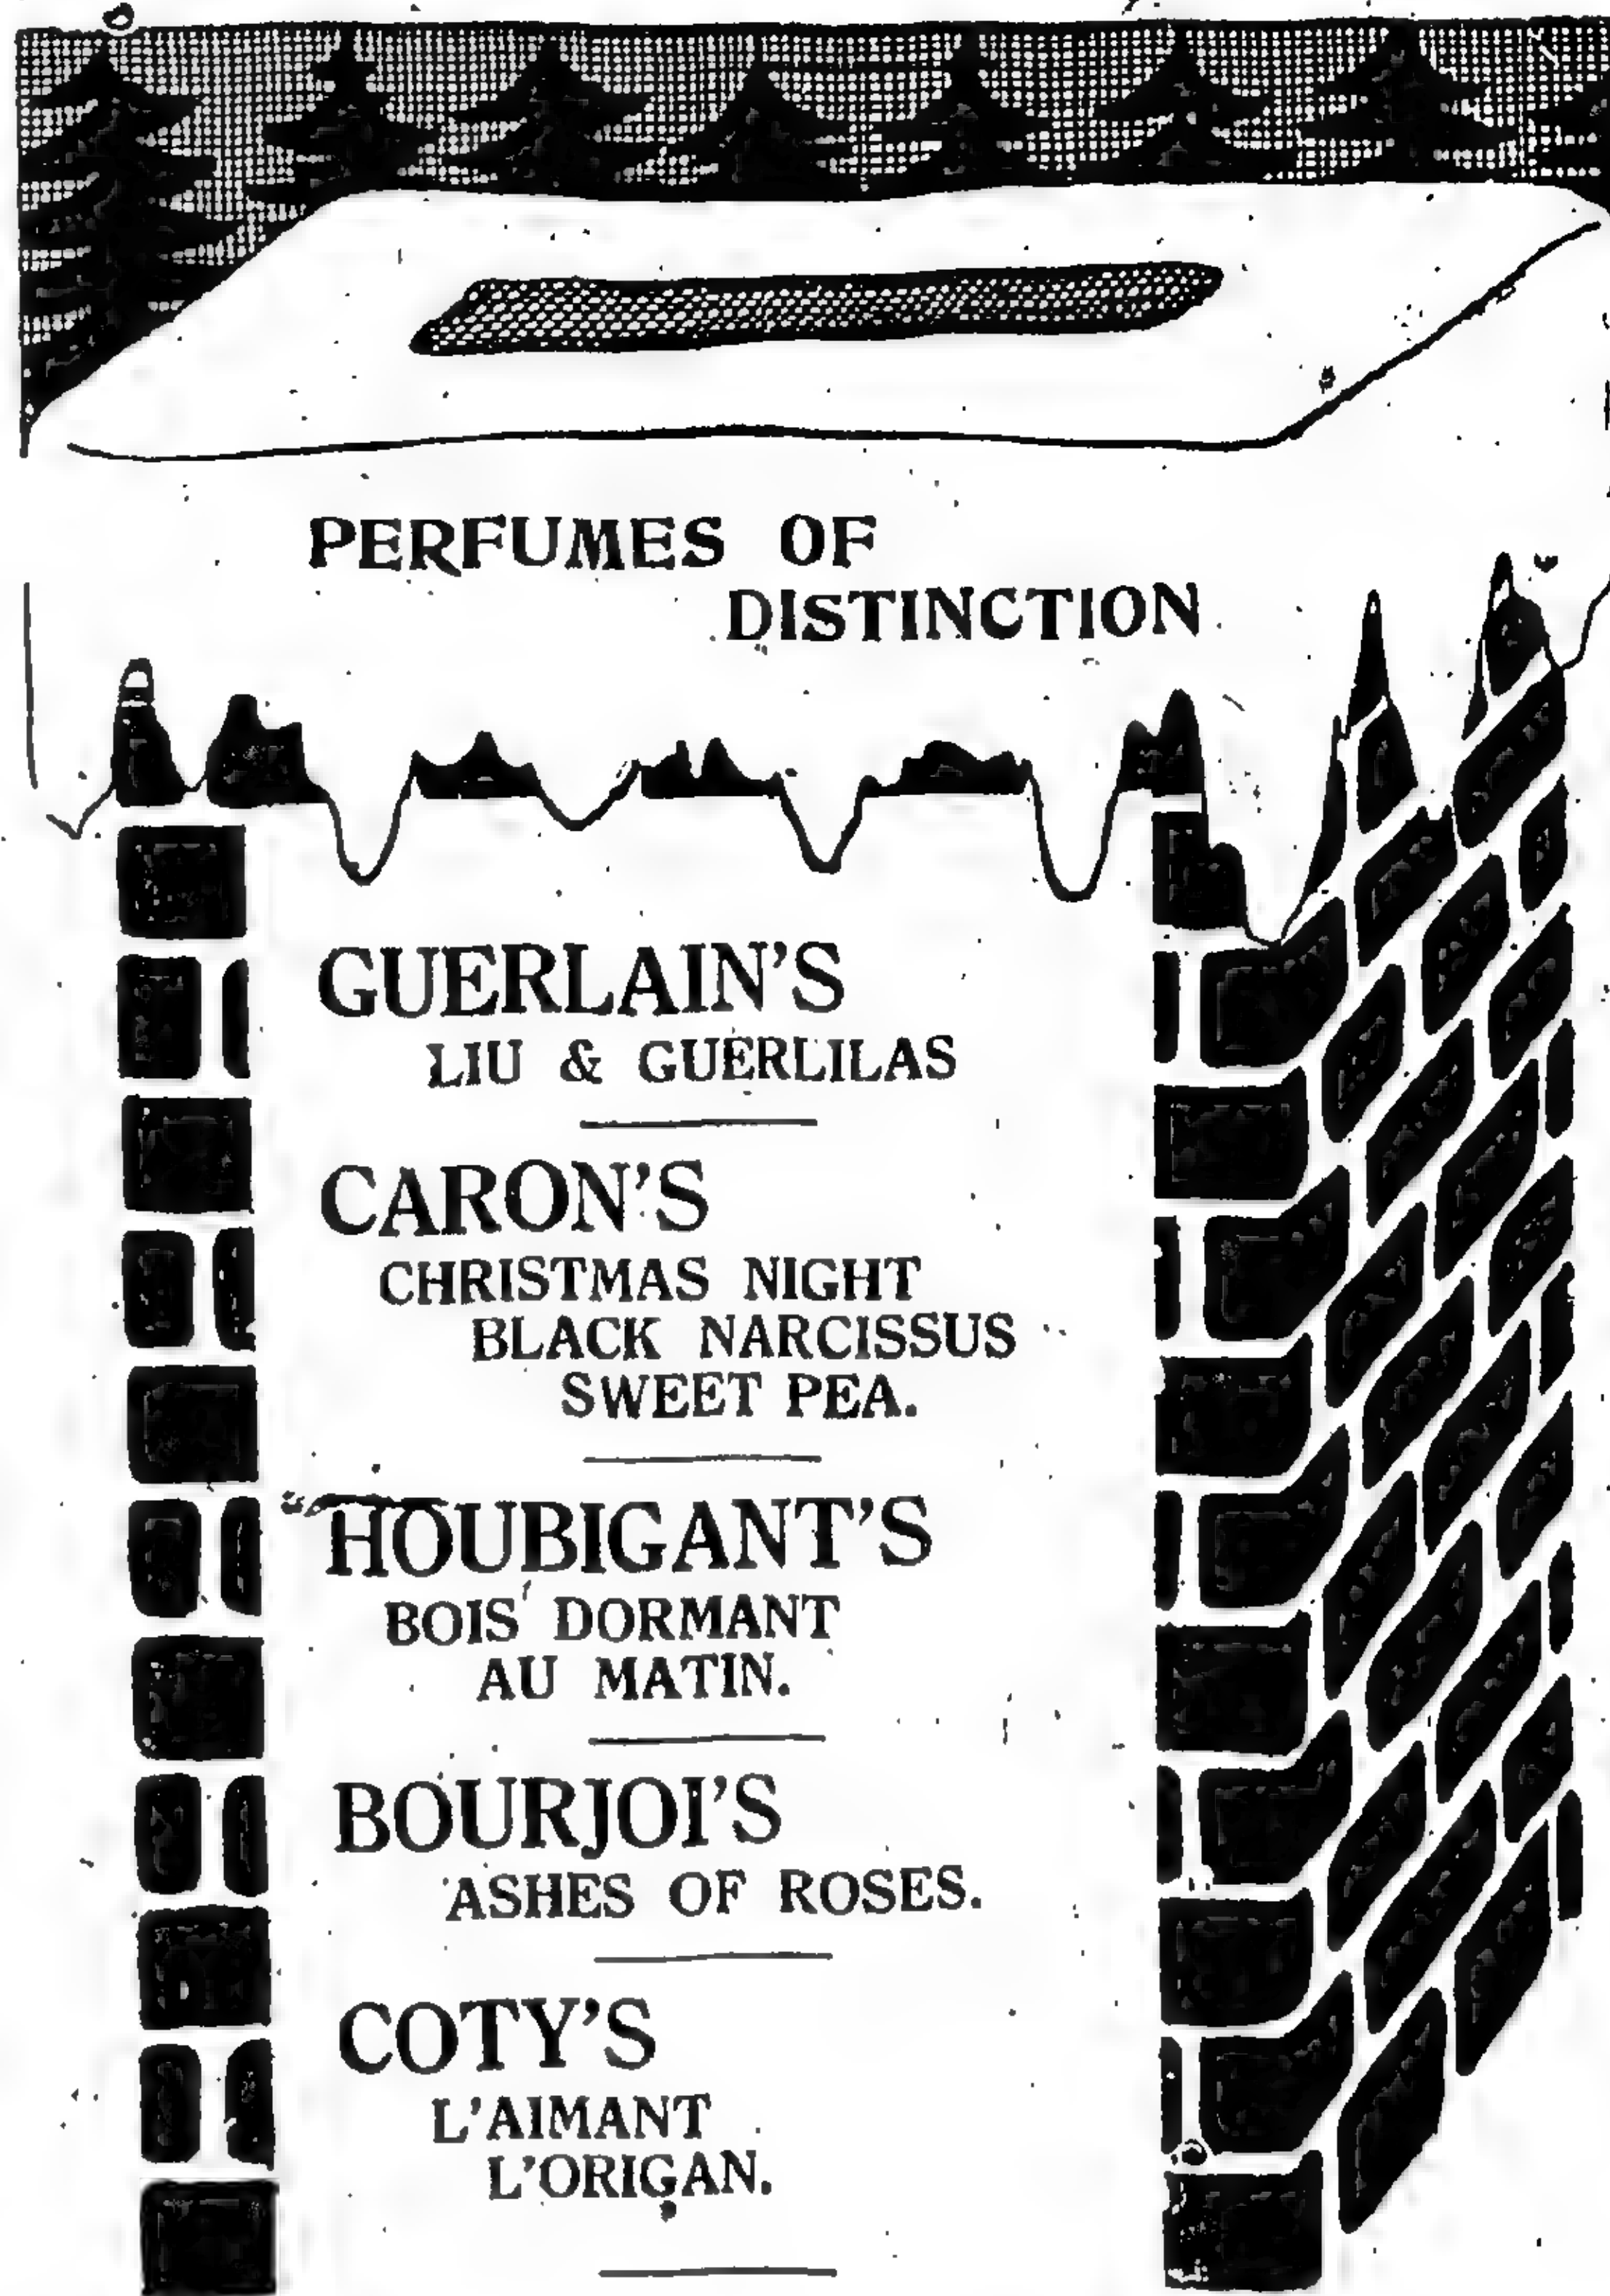 PERFUMES OF
DISTINCTION
GUERLAIN'S
LIU & GUERLILAS
CARON'S
CHRISTMAS NIGHT
BLACK NARCISSUS
SWEET PEA.
HOUBIGANT'S
BOIS DORMANT
AU MATIN.
BOURJOI'S
ASHES OF ROSES.
COTY'S
L'AIMANT
L'ORIGAN.